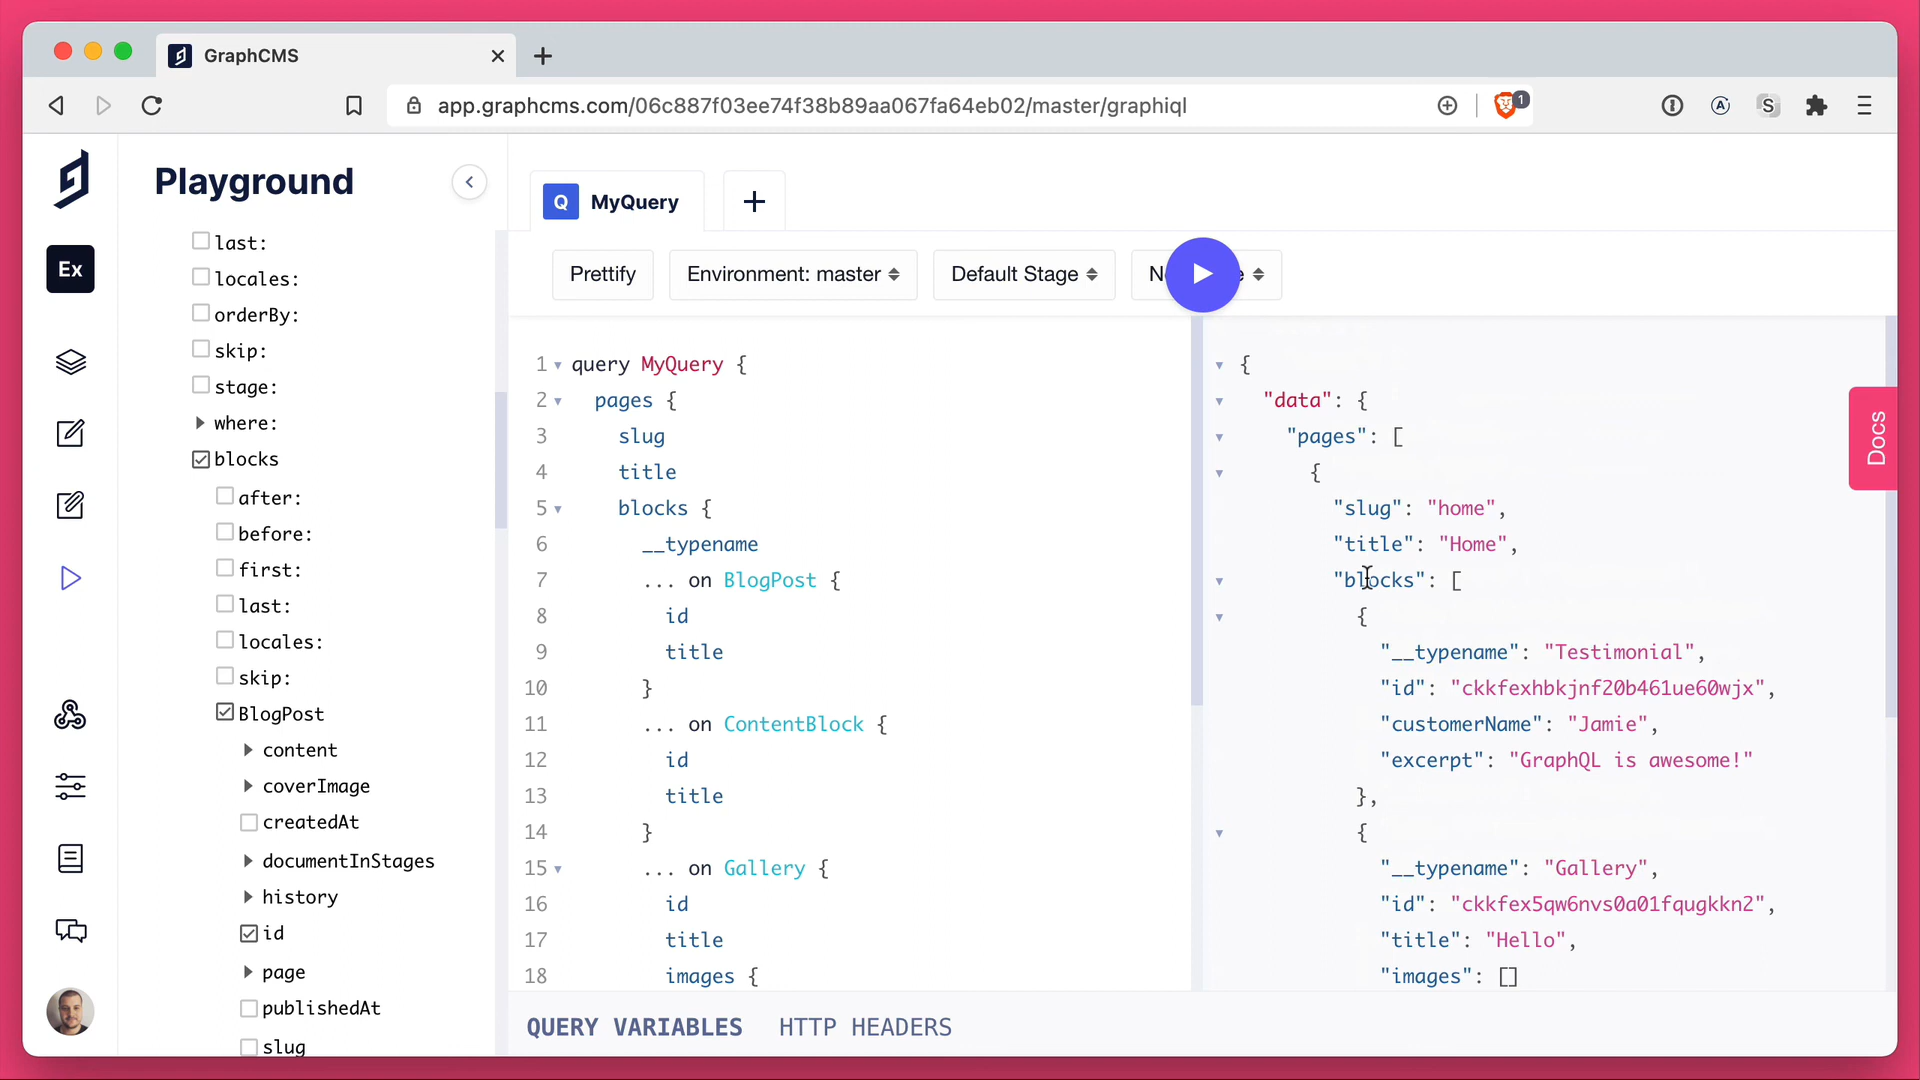 GraphCMS
app.graphcms.com/06c887f03ee74f38b89aa067fa64eb02/master/graphiql
1
A
S
Playground
Q MyQuery
Ex
Prettify
Environment: master
Default Stage
last:
locales:
orderBy:
skip:
stage:
where:
blocks
after:
before:
first:
last:
locales:
skip:
BlogPost
content
coverImage
createdAt
documentInStages
history
id
page
publishedAt
slug
1 query MyQuery {
2 pages {
3 slug
4 title
5 blocks {
6 __typename
7 ... on BlogPost {
8 id
9 title
10 }
11 ... on ContentBlock {
12 id
13 title
14 }
15 ... on Gallery {
16 id
17 title
18 images {
{
"data": {
"pages": [
{
"slug": "home",
"title": "Home",
"blocks": [
{
"__typename": "Testimonial",
"id": "ckkfexhbkjnf20b461ue60wjx",
"customerName": "Jamie",
"excerpt": "GraphQL is awesome!"
},
{
"__typename": "Gallery",
"id": "ckkfex5qw6nvs0a01fqugkkn2",
"title": "Hello",
"images": []
Docs
QUERY VARIABLES
HTTP HEADERS